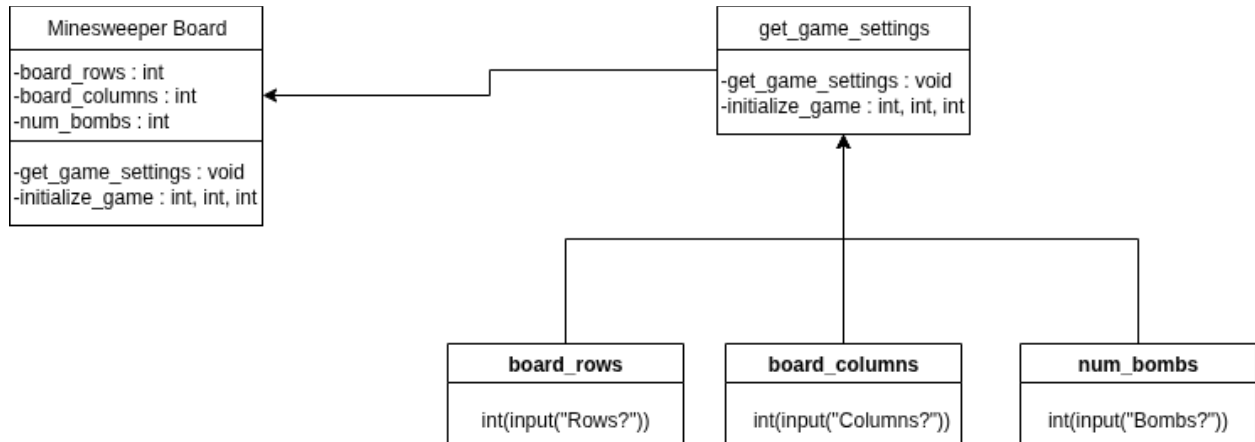 Minesweeper Board
-board_rows : int
-board_columns : int
-num_bombs : int
-get_game_settings : void
-initialize_game : int, int, int
get_game_settings
-get_game_settings : void
-initialize_game : int, int, int
board_rows
int(input("Rows?"))
board_columns
int(input("Columns?"))
num_bombs
int(input("Bombs?"))